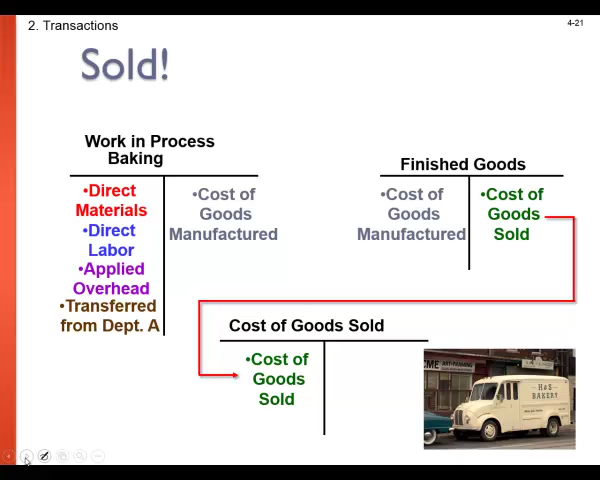 2. Transactions
4-21
Sold!
Work in Process
Baking
•Direct
Materials
•Direct
Labor
•Applied
Overhead
•Transferred
from Dept. A
•Cost of
Goods
Manufactured
Finished Goods
•Cost of
Goods
Manufactured
•Cost of
Goods
Sold
Cost of Goods Sold
•Cost of
Goods
Sold
H&S
BAKERY